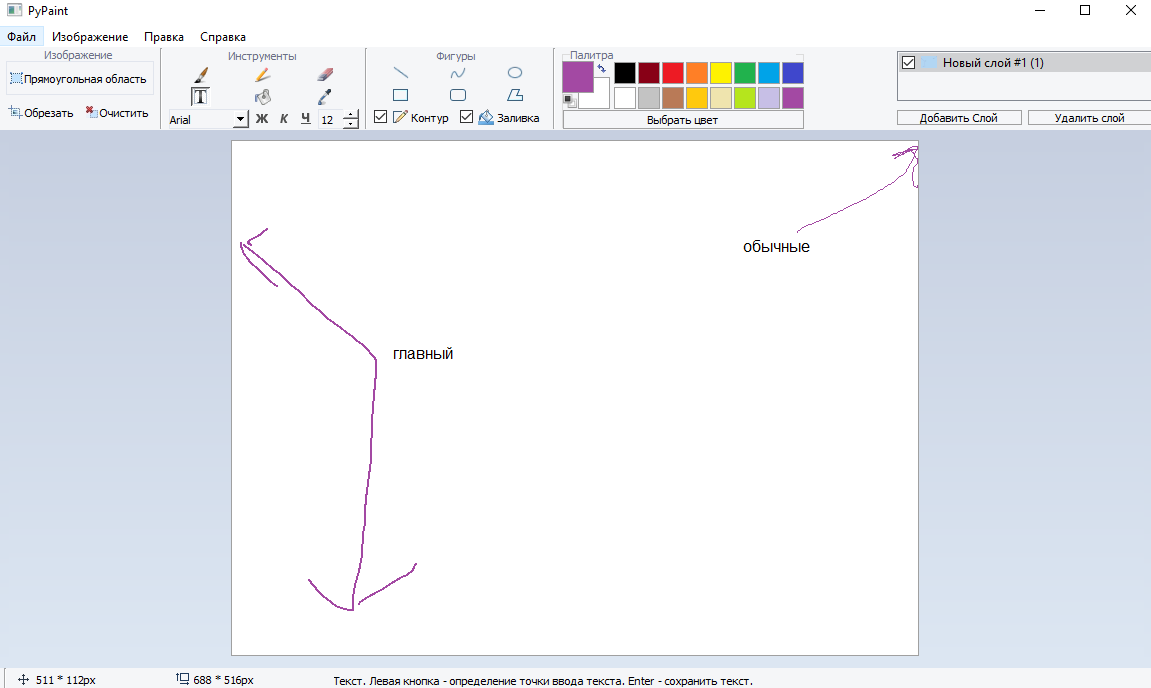 PyPaint
Файл Изображение Правка Справка
Изображение
Прямоугольная область
Обрезать Очистить
Инструменты
T
Arial Ж К Ч 12
Фигуры
Контур Заливка
Палитра
Выбрать цвет
Новый слой #1 (1)
Добавить Слой Удалить слой
обычные
главный
511 * 112px 688 * 516px Текст. Левая кнопка - определение точки ввода текста. Enter - сохранить текст.